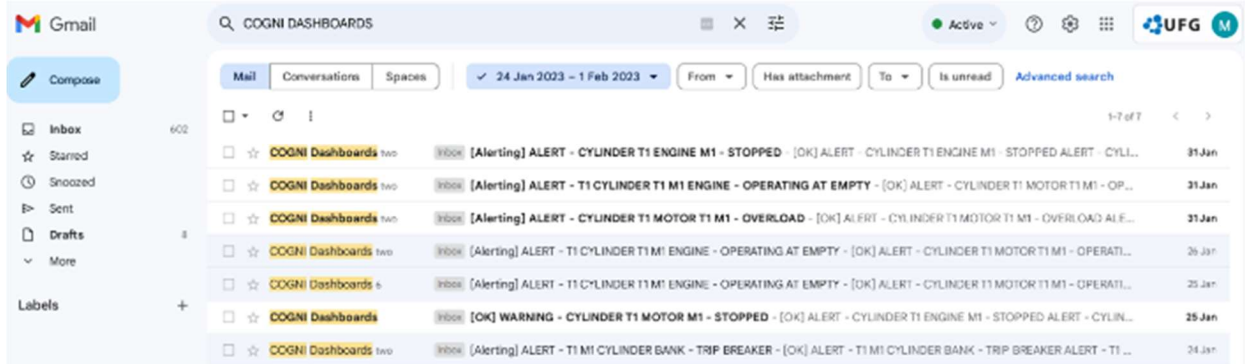 Gmail
COGNI DASHBOARDS
Active
UFG
M
Compose
Mail Conversations Spaces 24 Jan 2023 – 1 Feb 2023 From Has attachment To Is unread Advanced search
1-7 of 7
Inbox 602
Starred
Snoozed
Sent
Drafts 8
More
Labels
COGNI Dashboards two Inbox [Alerting] ALERT - CYLINDER T1 ENGINE M1 - STOPPED - [OK] ALERT - CYLINDER T1 ENGINE M1 - STOPPED ALERT - CYLI... 31 Jan
COGNI Dashboards two Inbox [Alerting] ALERT - T1 CYLINDER T1 M1 ENGINE - OPERATING AT EMPTY - [OK] ALERT - CYLINDER T1 MOTOR T1 M1 - OP... 31 Jan
COGNI Dashboards two Inbox [Alerting] ALERT - CYLINDER T1 MOTOR T1 M1 - OVERLOAD - [OK] ALERT - CYLINDER T1 MOTOR T1 M1 - OVERLOAD ALE... 31 Jan
COGNI Dashboards two Inbox [Alerting] ALERT - T1 CYLINDER T1 M1 ENGINE - OPERATING AT EMPTY - [OK] ALERT - CYLINDER T1 MOTOR T1 M1 - OPERATI... 26 Jan
COGNI Dashboards 6 Inbox [Alerting] ALERT - T1 CYLINDER T1 M1 ENGINE - OPERATING AT EMPTY - [OK] ALERT - CYLINDER T1 MOTOR T1 M1 - OPERATI... 25 Jan
COGNI Dashboards Inbox [OK] WARNING - CYLINDER T1 MOTOR M1 - STOPPED - [OK] ALERT - CYLINDER T1 ENGINE M1 - STOPPED ALERT - CYLIN... 25 Jan
COGNI Dashboards two Inbox [Alerting] ALERT - T1 M1 CYLINDER BANK - TRIP BREAKER - [OK] ALERT - T1 M1 CYLINDER BANK - TRIP BREAKER ALERT - T1 ... 24 Jan